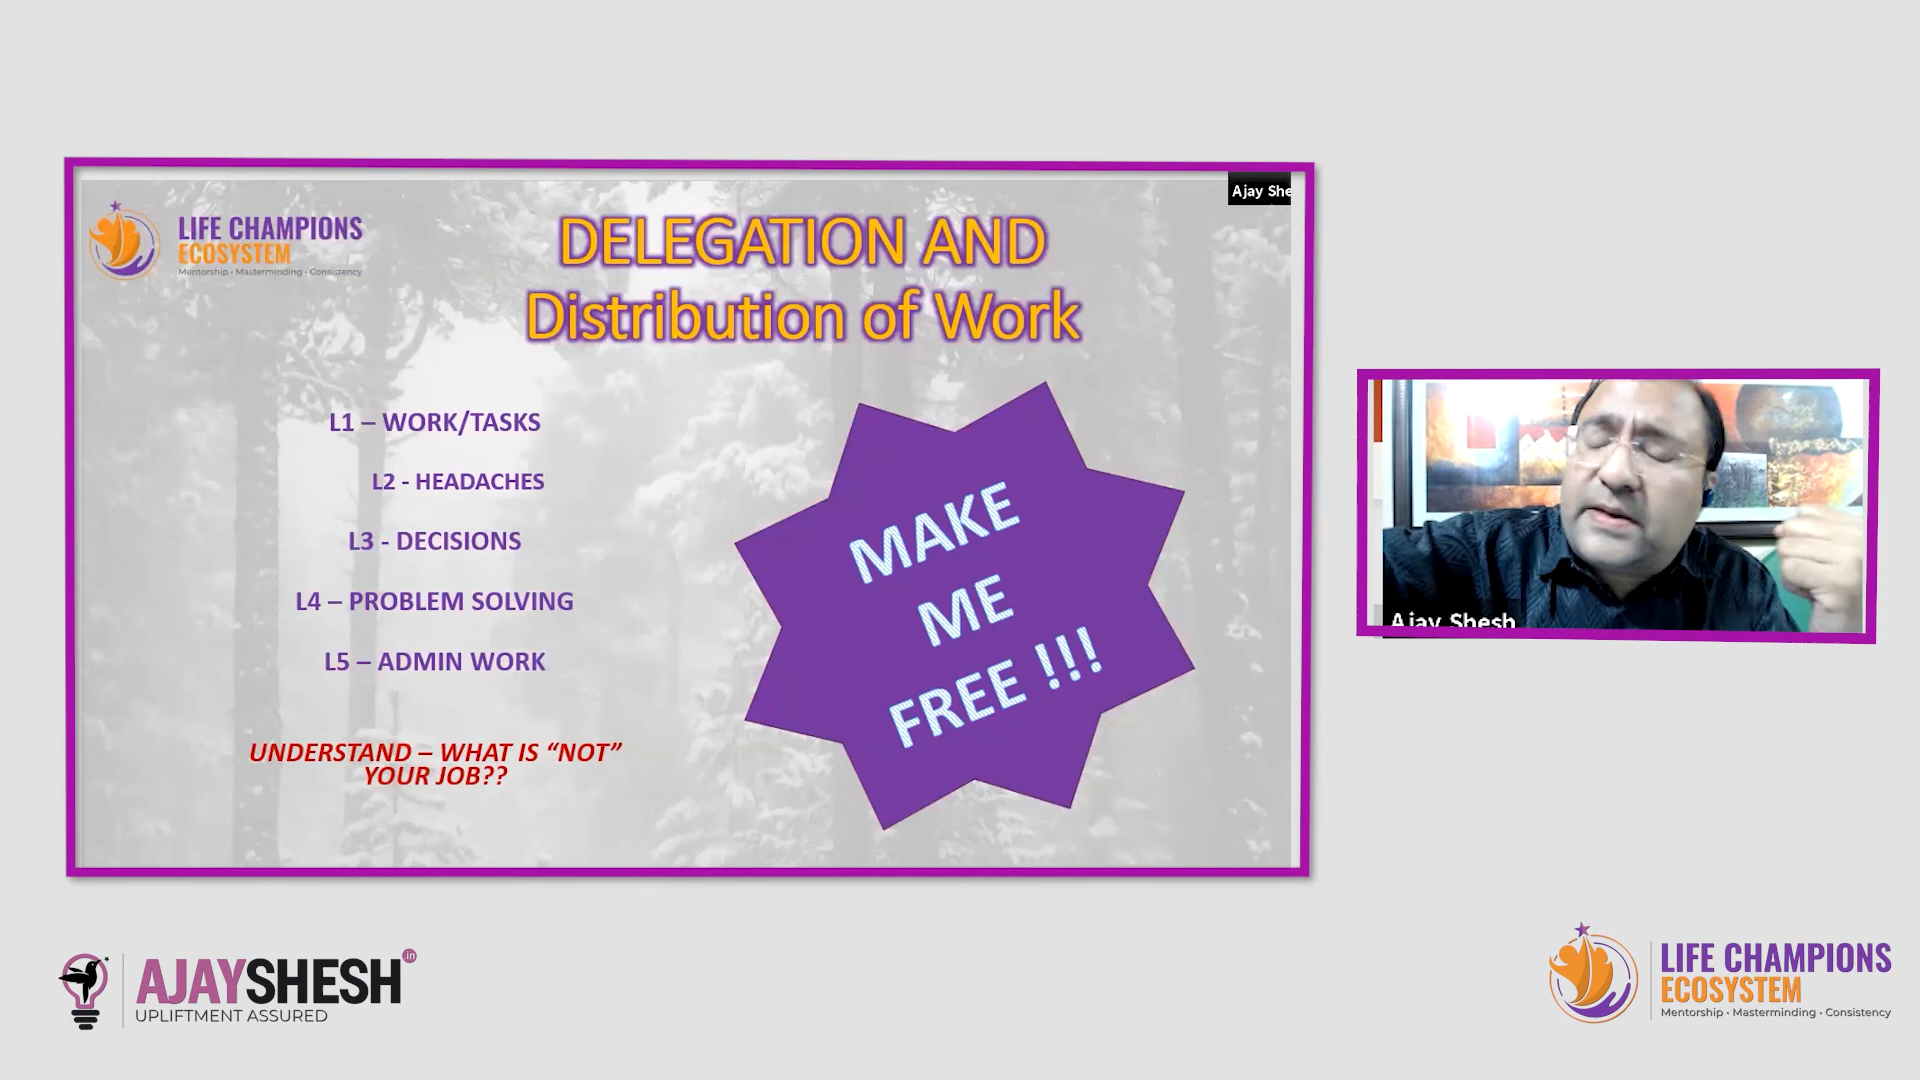 Ajay She
LIFE CHAMPIONS
ECOSYSTEM
Mentorship • Masterminding • Consistency
DELEGATION AND
Distribution of Work
L1 – WORK/TASKS
L2 - HEADACHES
L3 - DECISIONS
L4 – PROBLEM SOLVING
L5 – ADMIN WORK
UNDERSTAND – WHAT IS “NOT”
YOUR JOB??
MAKE
ME
FREE !!!
Ajay Shesh
AJAYSHESH.in
UPLIFTMENT ASSURED
LIFE CHAMPIONS
ECOSYSTEM
Mentorship • Masterminding • Consistency